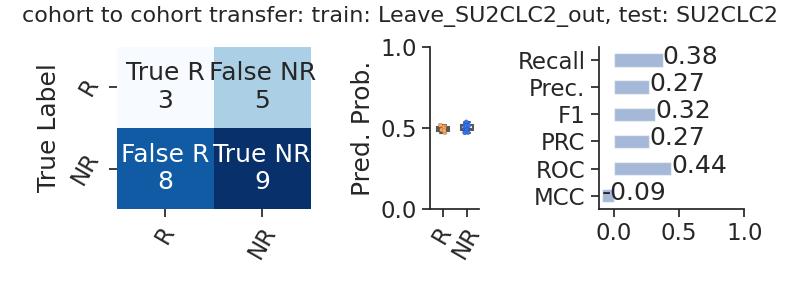 cohort to cohort transfer: train: Leave_SU2CLC2_out, test: SU2CLC2
True Label
R
NR
True R
3
False NR
5
False R
8
True NR
9
R
NR
Pred. Prob.
1.0
0.5
0.0
R
NR
Recall
0.38
Prec.
0.27
F1
0.32
PRC
0.27
ROC
0.44
MCC
-0.09
0.0
0.5
1.0